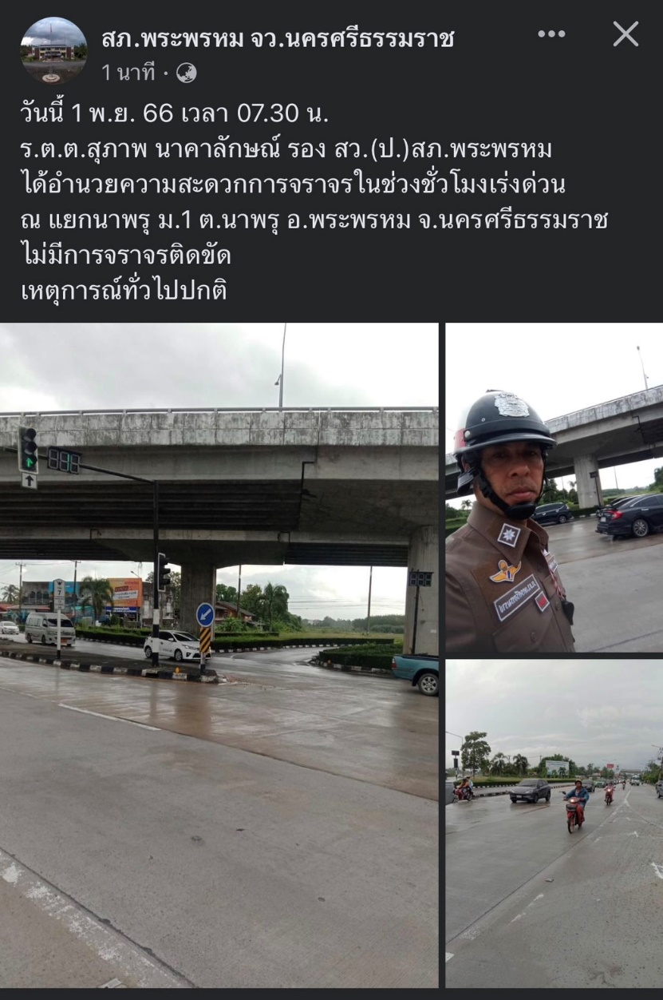 สภ.พระพรหม จว.นครศรีธรรมราช
1 นาที ·
วันนี้ 1 พ.ย. 66 เวลา 07.30 น.
ร.ต.ต.สุภาพ นาคาลักษณ์ รอง สว.(ป.)สภ.พระพรหม
ได้อำนวยความสะดวกการจราจรในช่วงชั่วโมงเร่งด่วน
ณ แยกนาพรุ ม.1 ต.นาพรุ อ.พระพรหม จ.นครศรีธรรมราช
ไม่มีการจราจรติดขัด
เหตุการณ์ทั่วไปปกติ